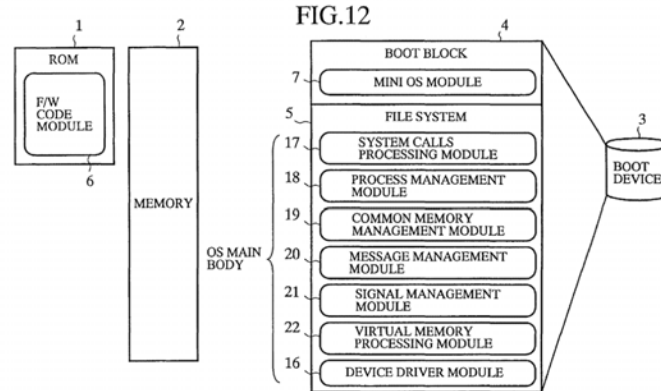 FIG.12
1
2
4
ROM
F/W
CODE
MODULE
6
MEMORY
BOOT BLOCK
7
MINI OS MODULE
5
FILE SYSTEM
17
SYSTEM CALLS
PROCESSING MODULE
18
PROCESS MANAGEMENT
MODULE
19
COMMON MEMORY
MANAGEMENT MODULE
OS MAIN
BODY
20
MESSAGE MANAGEMENT
MODULE
21
SIGNAL MANAGEMENT
MODULE
22
VIRTUAL MEMORY
PROCESSING MODULE
16
DEVICE DRIVER MODULE
3
BOOT
DEVICE